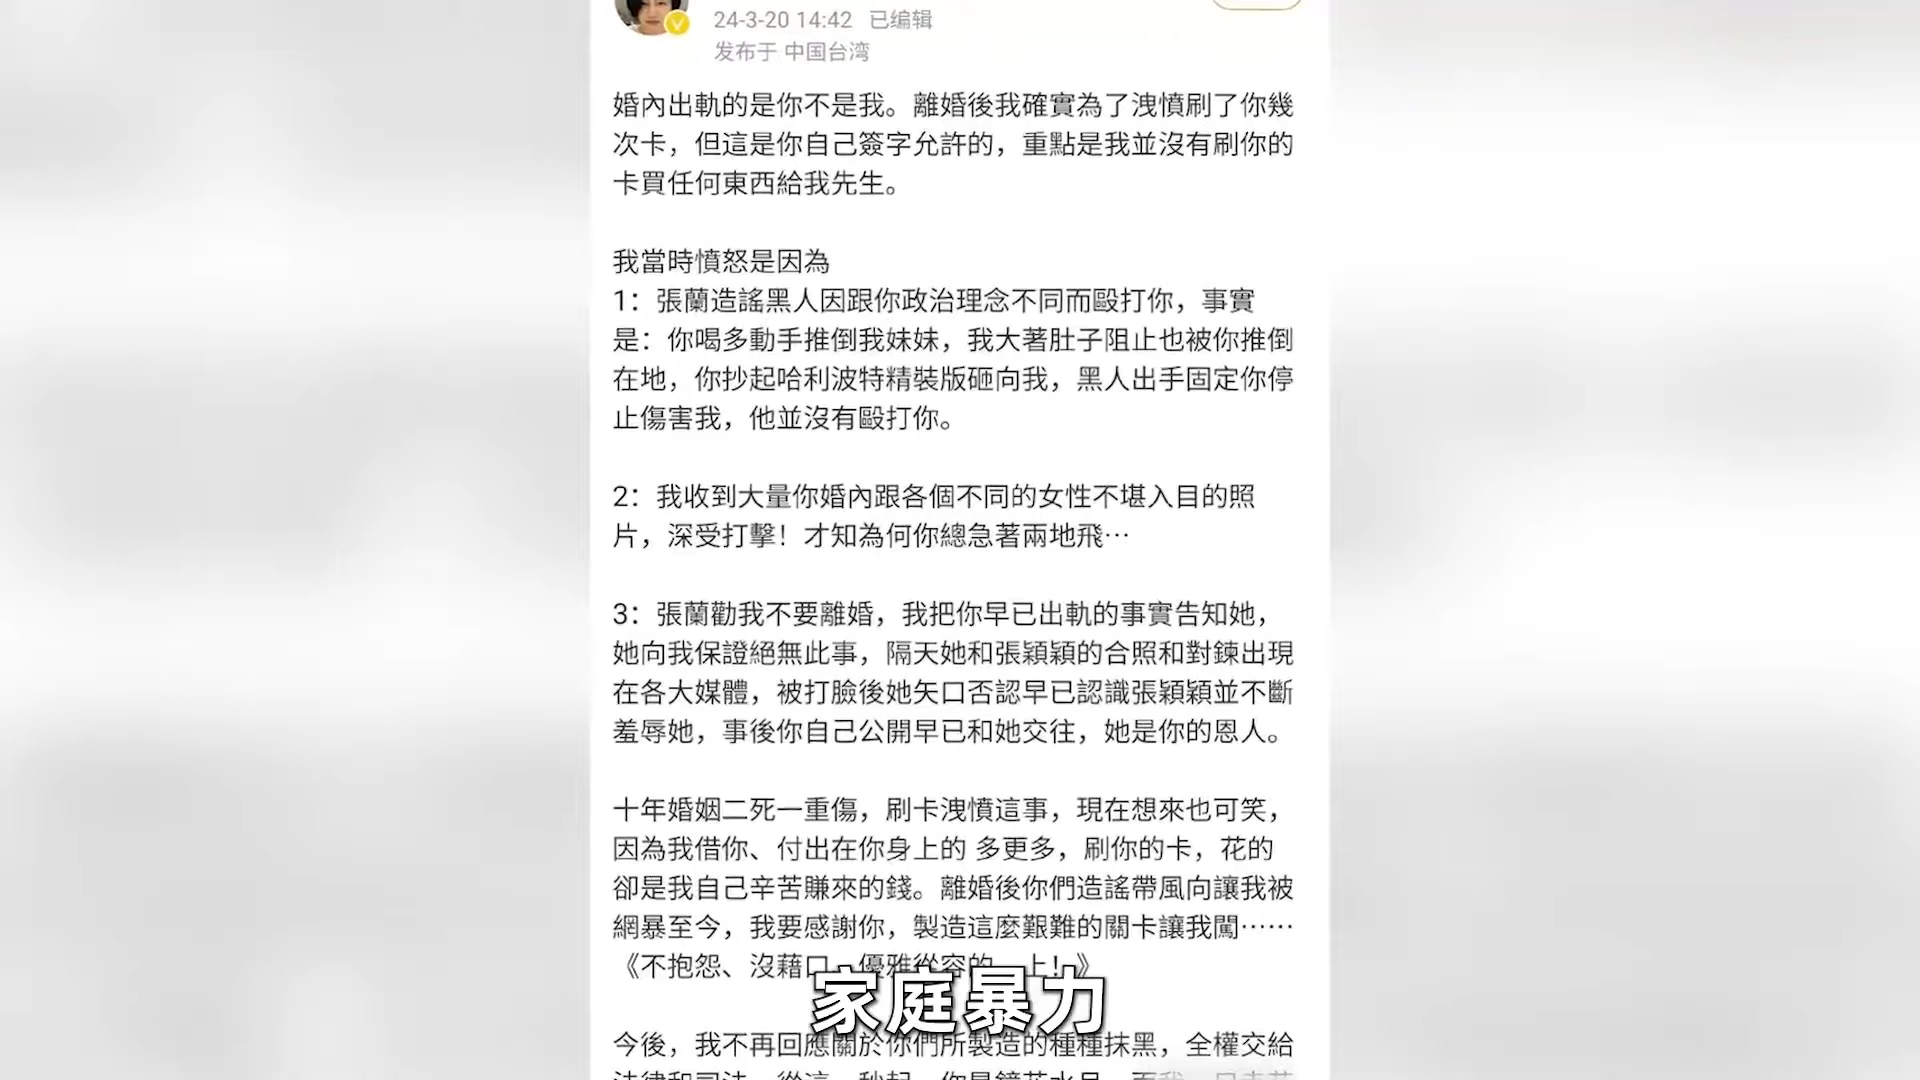 24-3-20 14:42 已编辑
发布于 中国台湾
婚內出軌的是你不是我。離婚後我確實為了洩憤刷了你幾
次卡，但這是你自己簽字允許的，重點是我並沒有刷你的
卡買任何東西給我先生。
我當時憤怒是因為
1：張蘭造謠黑人因跟你政治理念不同而毆打你，事實
是：你喝多動手推倒我妹妹，我大著肚子阻止也被你推倒
在地，你抄起哈利波特精裝版砸向我，黑人出手固定你停
止傷害我，他並沒有毆打你。
2：我收到大量你婚內跟各個不同的女性不堪入目的照
片，深受打擊！才知為何你總急著兩地飛…
3：張蘭勸我不要離婚，我把你早已出軌的事實告知她，
她向我保證絕無此事，隔天她和張穎穎的合照和對鍊出現
在各大媒體，被打臉後她矢口否認早已認識張穎穎並不斷
羞辱她，事後你自己公開早已和她交往，她是你的恩人。
十年婚姻二死一重傷，刷卡洩憤這事，現在想來也可笑，
因為我借你、付出在你身上的 多更多，刷你的卡，花的
卻是我自己辛苦賺來的錢。離婚後你們造謠帶風向讓我被
網暴至今，我要感謝你，製造這麼艱難的關卡讓我闖……
《不抱怨、沒藉口、優雅從容的 上！》
家庭暴力
今後，我不再回應關於你們所製造的種種抹黑，全權交給